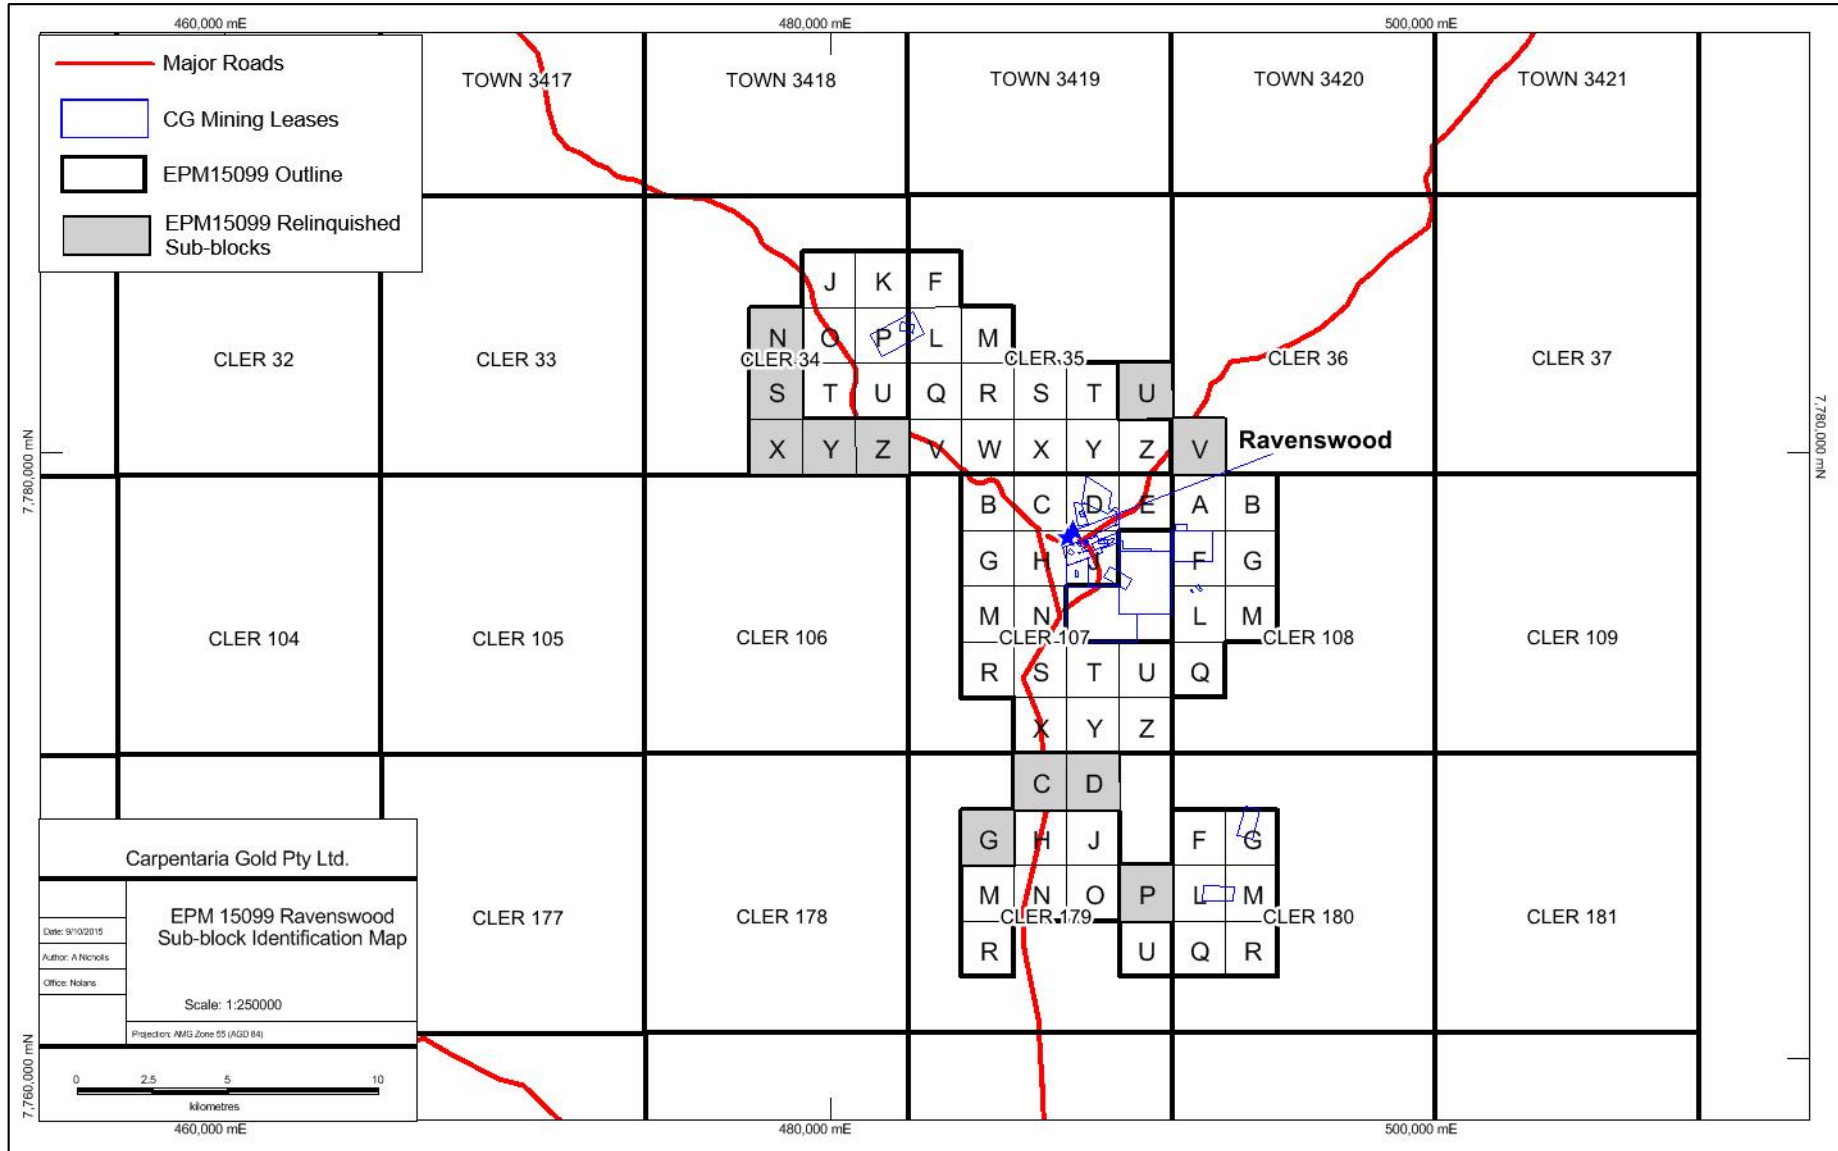 460,000 mE 480,000 mE 500,000 mE
Major Roads
CG Mining Leases
EPM15099 Outline
EPM15099 Relinquished
Sub-blocks
TOWN 3417 TOWN 3418 TOWN 3419 TOWN 3420 TOWN 3421
J K F
N O P L M
CLER 32 CLER 33 CLER 34 CLER 35 CLER 36 CLER 37
S T U Q R S T U
X Y Z V W X Y Z V
Ravenswood
7,780,000 mN
7,780,000 mN
B C D E A B
G H J F G
M N L M
CLER 104 CLER 105 CLER 106 CLER 107 CLER 108 CLER 109
R S T U Q
X Y Z
C D
G H J F G
M N O P L M
CLER 177 CLER 178 CLER 179 CLER 180 CLER 181
R U Q R
Carpentaria Gold Pty Ltd.
EPM 15099 Ravenswood
Sub-block Identification Map
Date: 9/10/2015
Author: A Nicholls
Office: Nolans
Scale: 1:250000
Projection: AMG Zone 55 (AGD 84)
0 2.5 5 10
kilometres
7,760,000 mN
460,000 mE 480,000 mE 500,000 mE